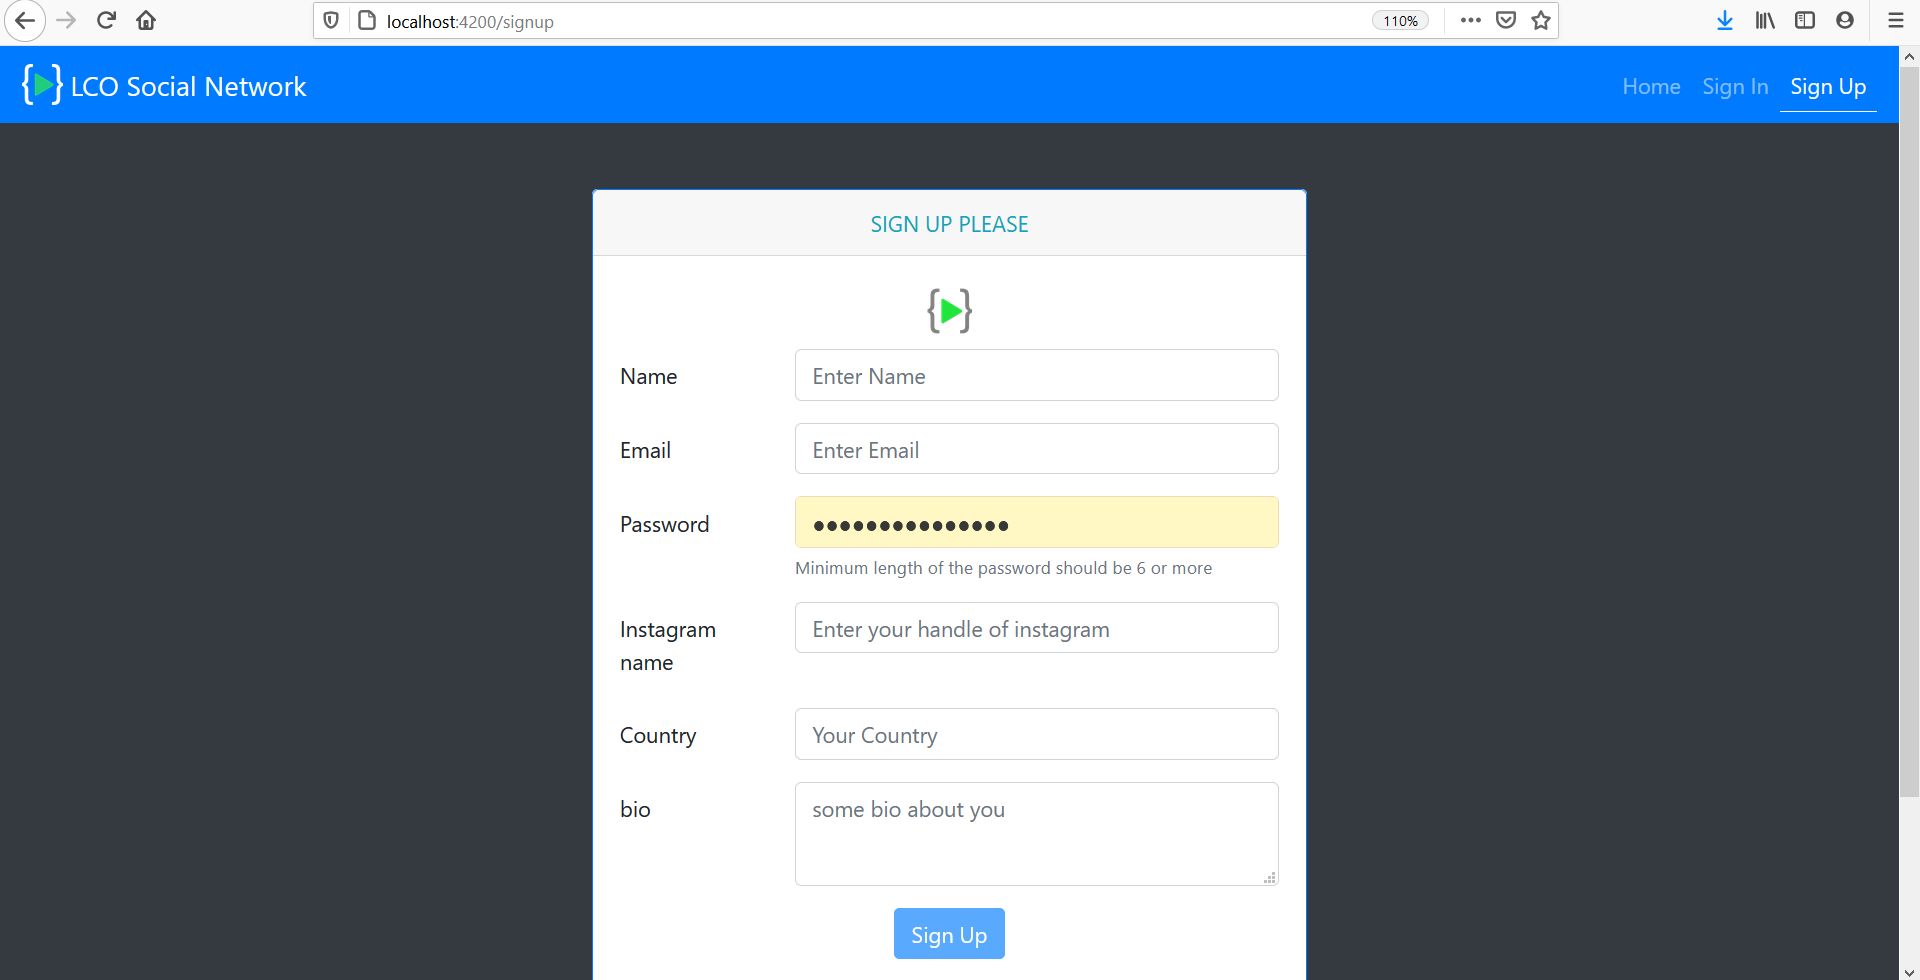 localhost:4200/signup
110%
LCO Social Network
Home
Sign In
Sign Up
SIGN UP PLEASE
Name
Enter Name
Email
Enter Email
Password
●●●●●●●●●●●●●●●
Minimum length of the password should be 6 or more
Instagram
name
Enter your handle of instagram
Country
Your Country
bio
some bio about you
Sign Up